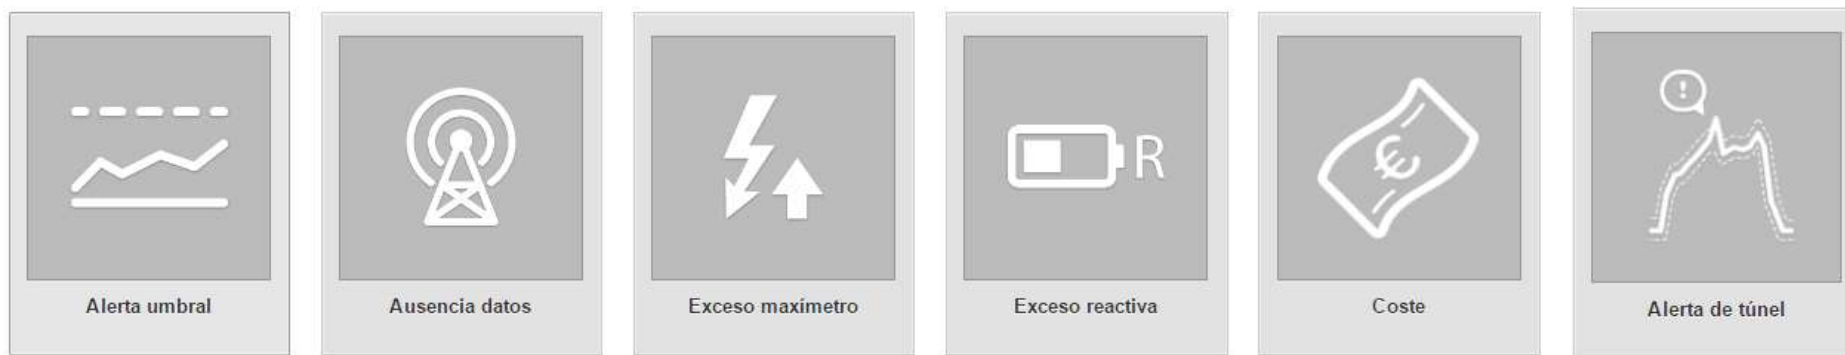 R
€
!
Alerta umbral
Ausencia datos
Exceso maxímetro
Exceso reactiva
Coste
Alerta de túnel